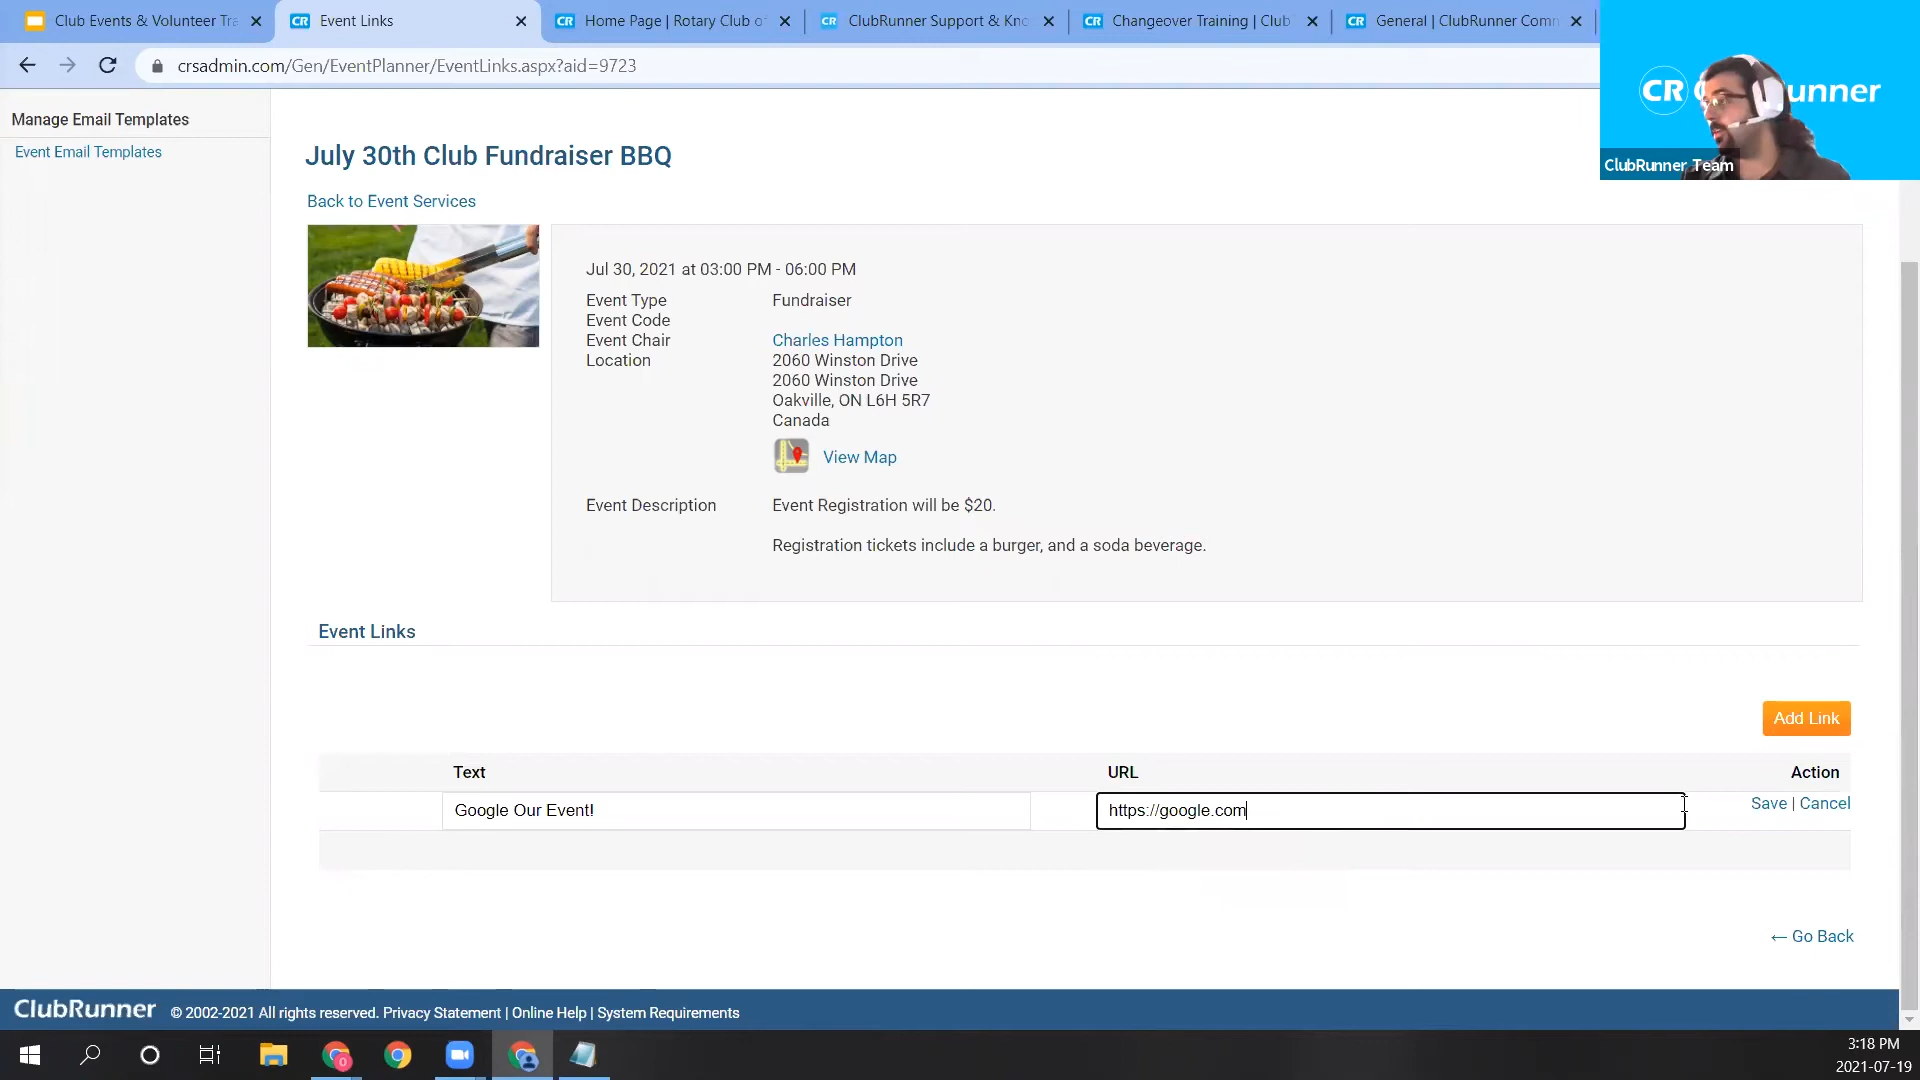 Club Events & Volunteer Tra
Event Links
CR
Home Page | Rotary Club of
CR
ClubRunner Support & Kno
CR
Changeover Training | Club
CR
General | ClubRunner Comm
CR
crsadmin.com/Gen/EventPlanner/EventLinks.aspx?aid=9723
CR
unner
ClubRunner Team
Manage Email Templates
Event Email Templates
July 30th Club Fundraiser BBQ
Back to Event Services
Jul 30, 2021 at 03:00 PM - 06:00 PM
Event Type Fundraiser
Event Code
Event Chair Charles Hampton
Location 2060 Winston Drive
2060 Winston Drive
Oakville, ON L6H 5R7
Canada
View Map
Event Description Event Registration will be $20.
Registration tickets include a burger, and a soda beverage.
Event Links
Add Link
Text URL Action
Google Our Event! https://google.com Save | Cancel
← Go Back
ClubRunner © 2002-2021 All rights reserved. Privacy Statement | Online Help | System Requirements
3:18 PM
2021-07-19